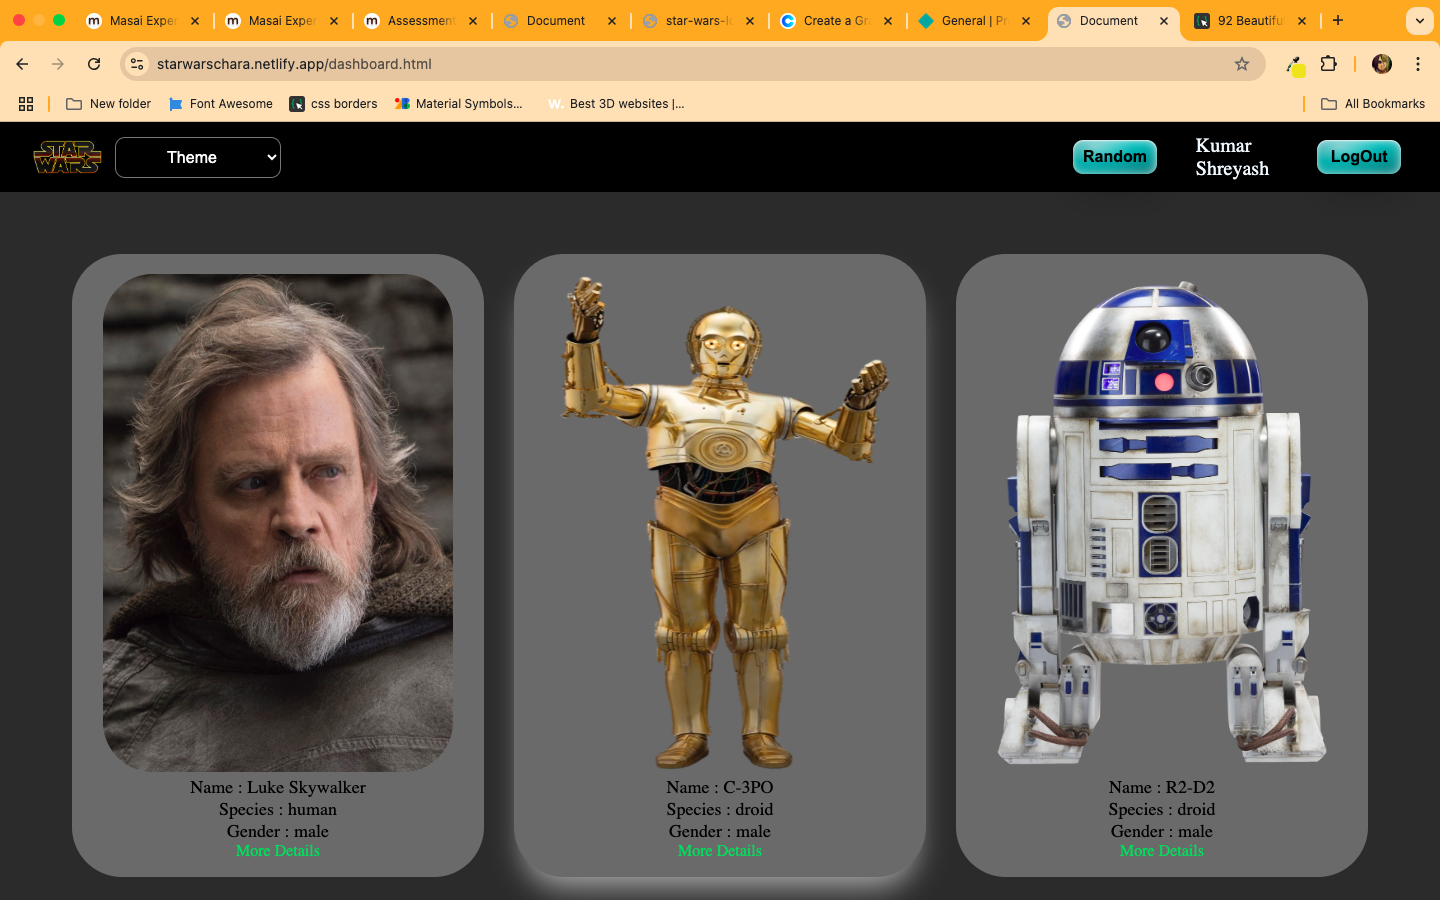 Masai Exper
Masai Exper
Assessment
Document
star-wars-lo
Create a Gra
General | Pr
Document
92 Beautifu
starwarschara.netlify.app/dashboard.html
New folder
Font Awesome
css borders
Material Symbols...
W. Best 3D websites |...
All Bookmarks
STAR WARS
Theme
Random
Kumar
Shreyash
LogOut
Name : Luke Skywalker
Species : human
Gender : male
More Details
Name : C-3PO
Species : droid
Gender : male
More Details
Name : R2-D2
Species : droid
Gender : male
More Details